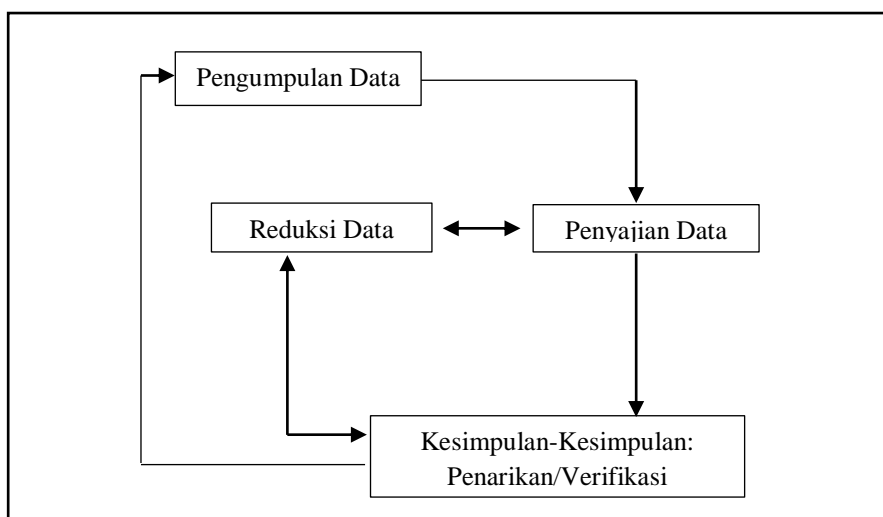 Pengumpulan Data
Reduksi Data
Penyajian Data
Kesimpulan-Kesimpulan:
Penarikan/Verifikasi